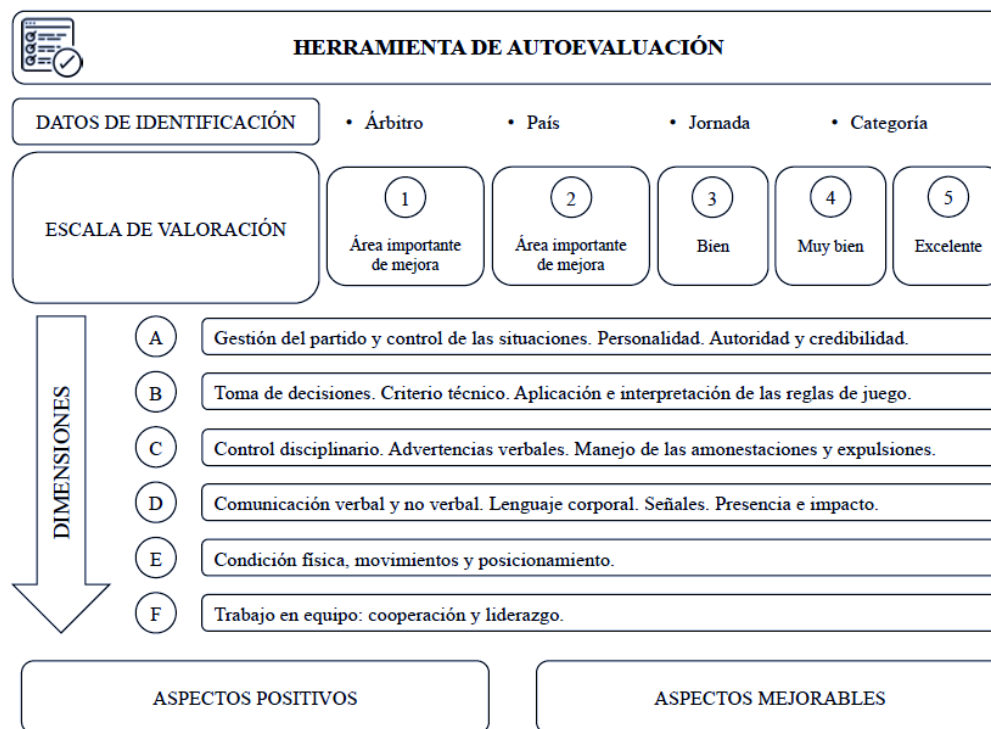 HERRAMIENTA DE AUTOEVALUACIÓN
DATOS DE IDENTIFICACIÓN
• Árbitro
• País
• Jornada
• Categoría
ESCALA DE VALORACIÓN
1
Área importante
de mejora
2
Área importante
de mejora
3
Bien
4
Muy bien
5
Excelente
DIMENSIONES
A
Gestión del partido y control de las situaciones. Personalidad. Autoridad y credibilidad.
B
Toma de decisiones. Criterio técnico. Aplicación e interpretación de las reglas de juego.
C
Control disciplinario. Advertencias verbales. Manejo de las amonestaciones y expulsiones.
D
Comunicación verbal y no verbal. Lenguaje corporal. Señales. Presencia e impacto.
E
Condición física, movimientos y posicionamiento.
F
Trabajo en equipo: cooperación y liderazgo.
ASPECTOS POSITIVOS
ASPECTOS MEJORABLES